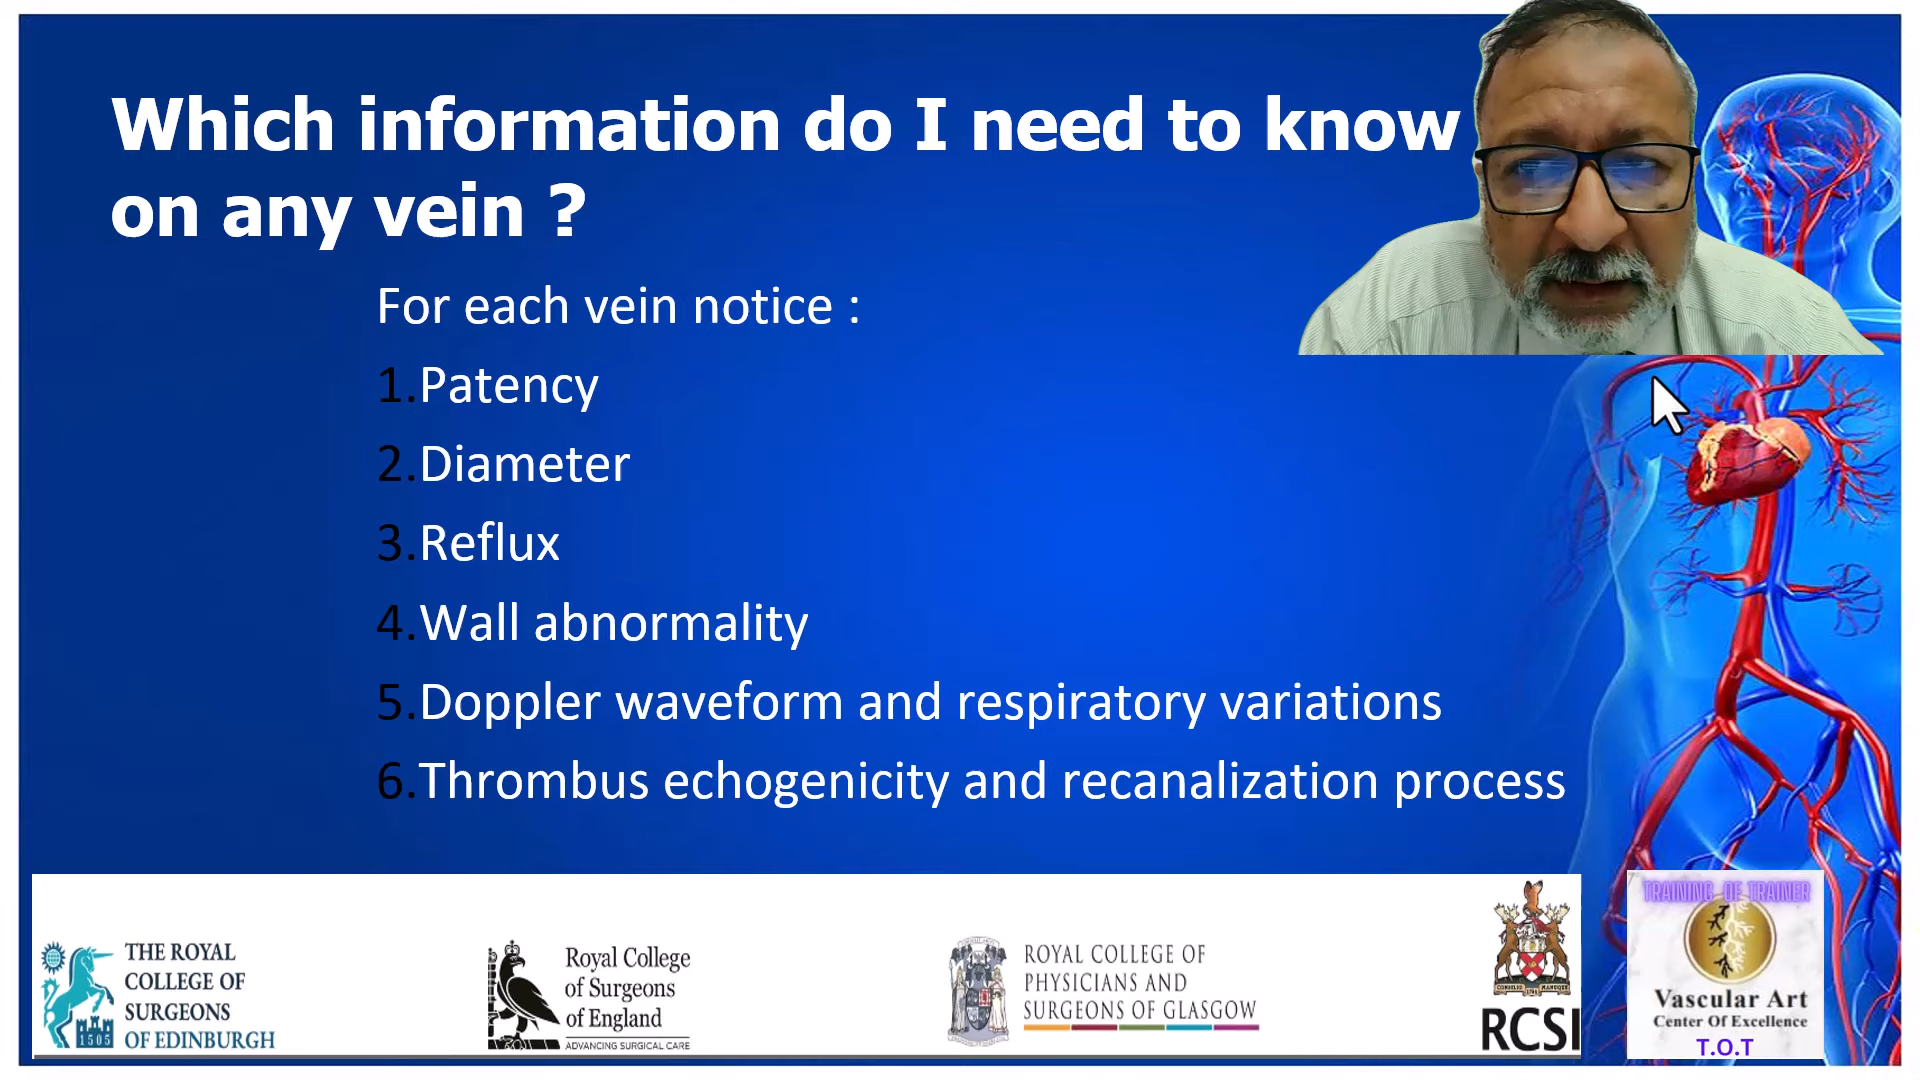 Which information do I need to know
on any vein ?
For each vein notice :
1.Patency
2.Diameter
3.Reflux
4.Wall abnormality
5.Doppler waveform and respiratory variations
6.Thrombus echogenicity and recanalization process
THE ROYAL
COLLEGE OF
SURGEONS
OF EDINBURGH
1505
Royal College
of Surgeons
of England
ADVANCING SURGICAL CARE
ROYAL COLLEGE OF
PHYSICIANS AND
SURGEONS OF GLASGOW
RCSI
TRAINING OF TRAINER
Vascular Art
Center Of Excellence
T.O.T